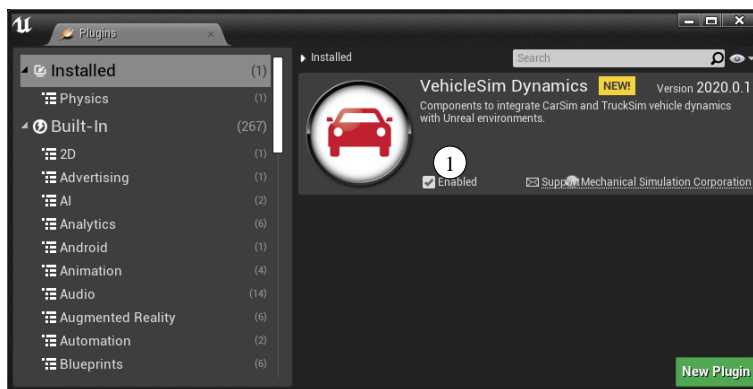 Plugins
Installed (1)
Physics (1)
Built-In (267)
2D (1)
Advertising (1)
AI (2)
Analytics (6)
Android (1)
Animation (4)
Audio (14)
Augmented Reality (6)
Automation (2)
Blueprints (6)
Installed
Search
VehicleSim Dynamics NEW! Version 2020.0.1
Components to integrate CarSim and TruckSim vehicle dynamics
with Unreal environments.
1
Enabled
Support Mechanical Simulation Corporation
New Plugin